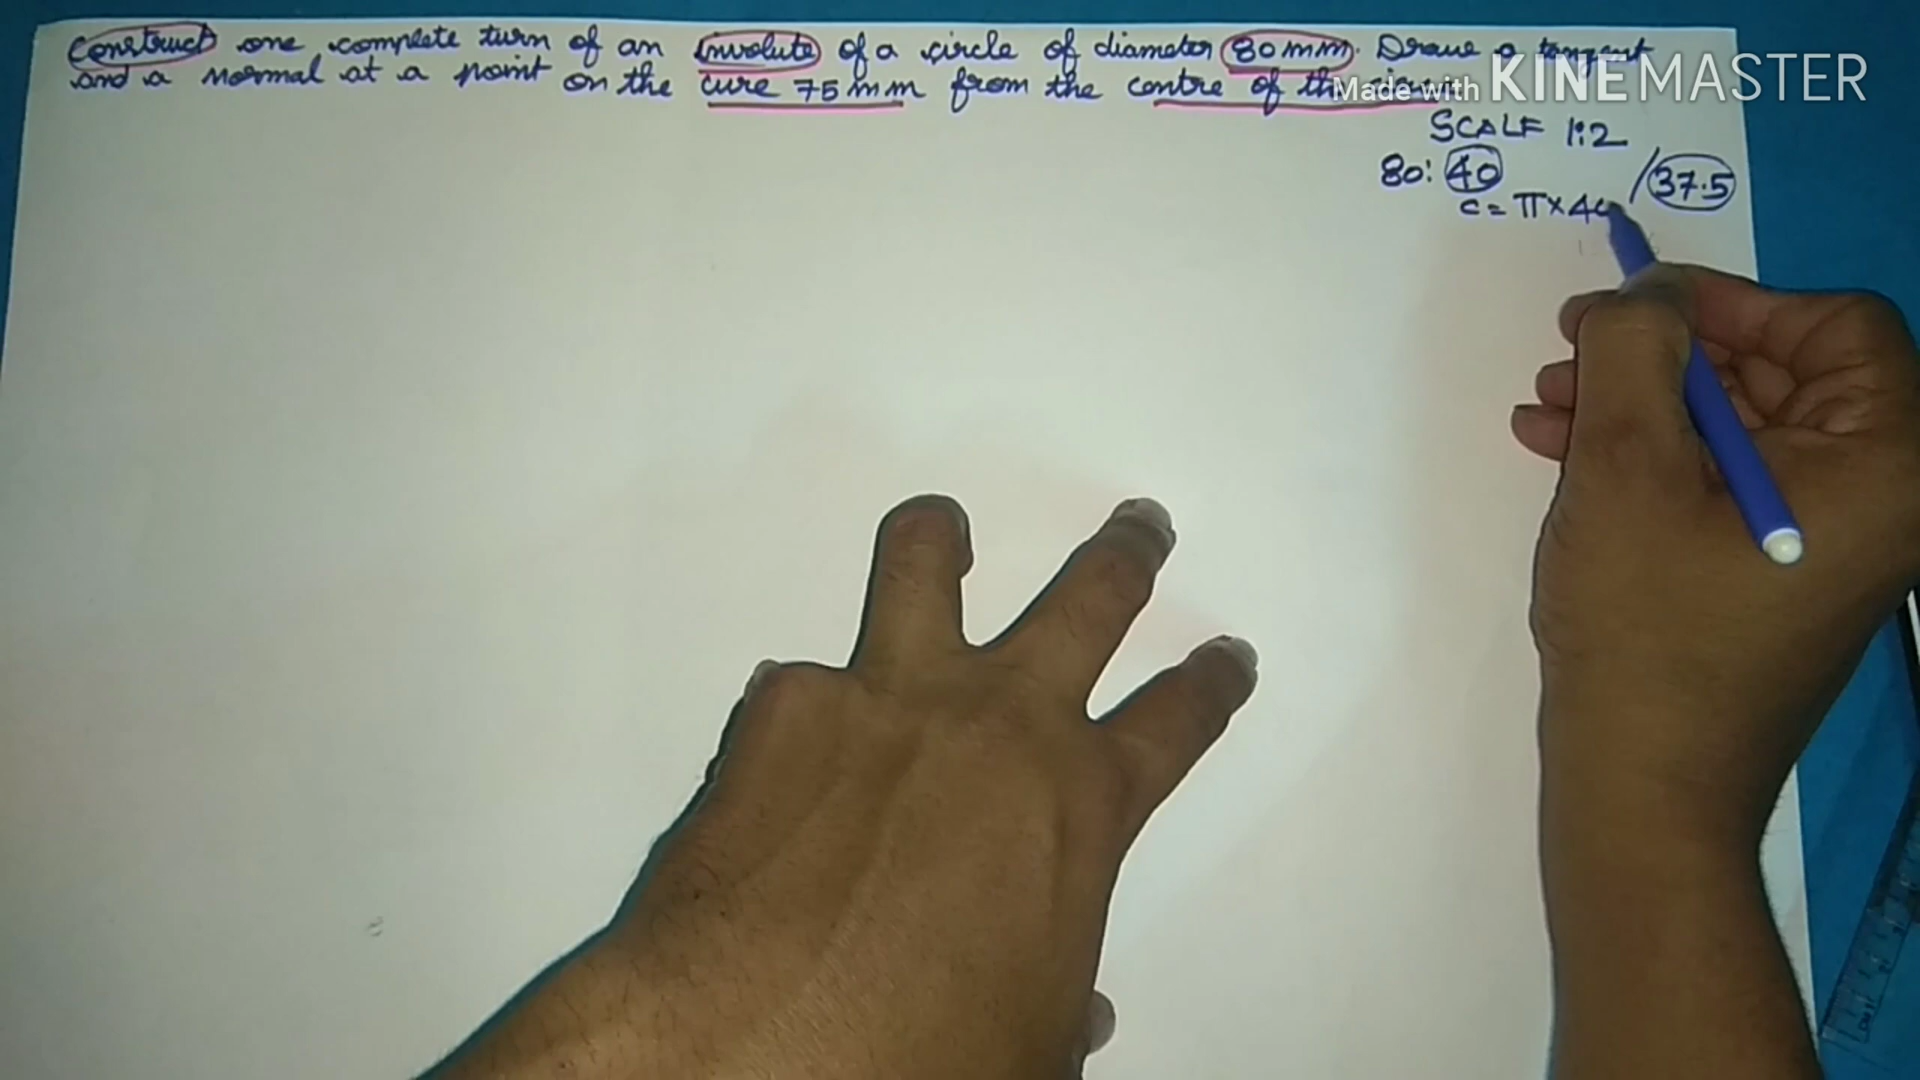 Construct one complete turn of an involute of a circle of diameter 80mm. Draw a tangent
and a normal at a point on the cure 75mm from the centre of the
Made with KINEMASTER
SCALE 1:2
80: 40
37.5
C = π×40